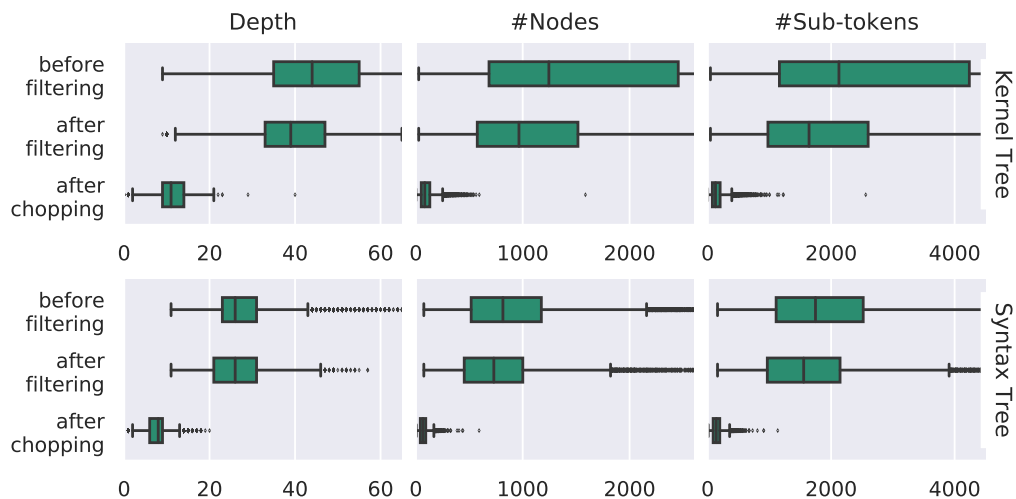 Depth #Nodes #Sub-tokens
before
filtering
after
filtering
after
chopping
Kernel Tree
0 20 40 60 0 1000 2000 0 2000 4000
before
filtering
after
filtering
after
chopping
Syntax Tree
0 20 40 60 0 1000 2000 0 2000 4000